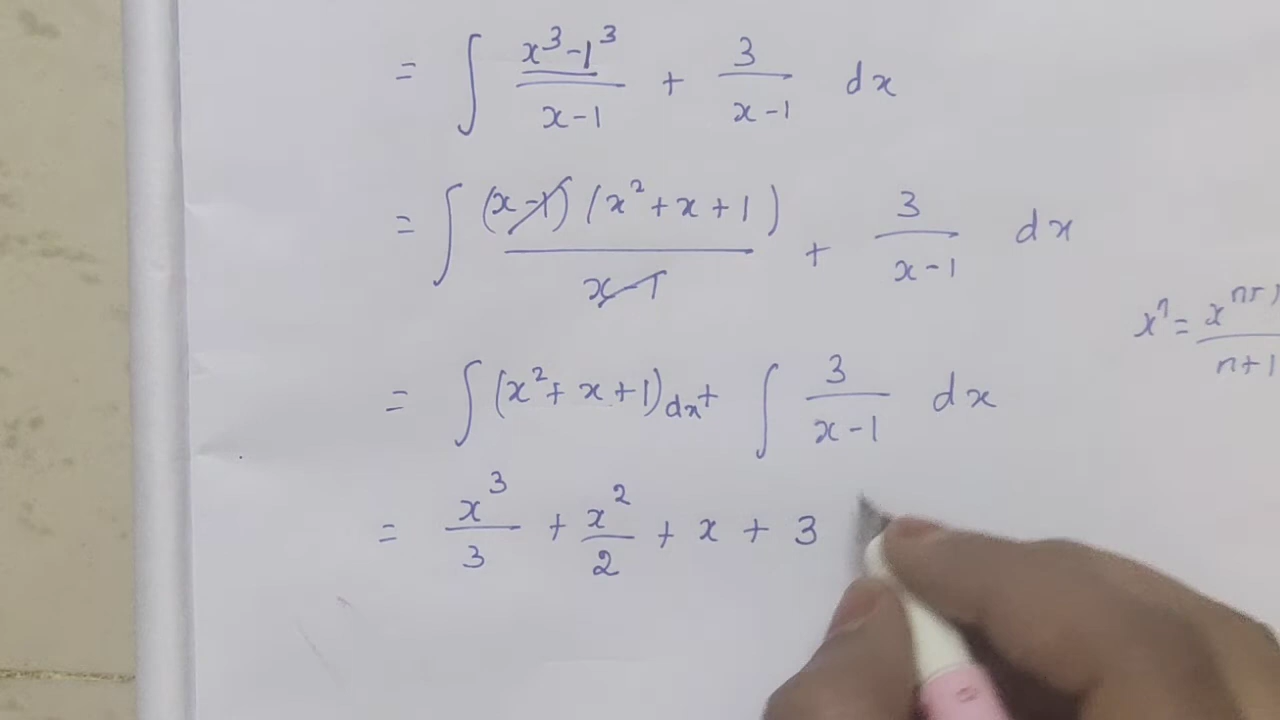 = ∫ (x³-1³)/(x-1) + 3/(x-1) dx
= ∫ (x-1)(x²+x+1)/(x-1) + 3/(x-1) dx
xⁿ = xⁿ⁺¹/(n+1)
= ∫ (x²+x+1)dx + ∫ 3/(x-1) dx
= x³/3 + x²/2 + x + 3